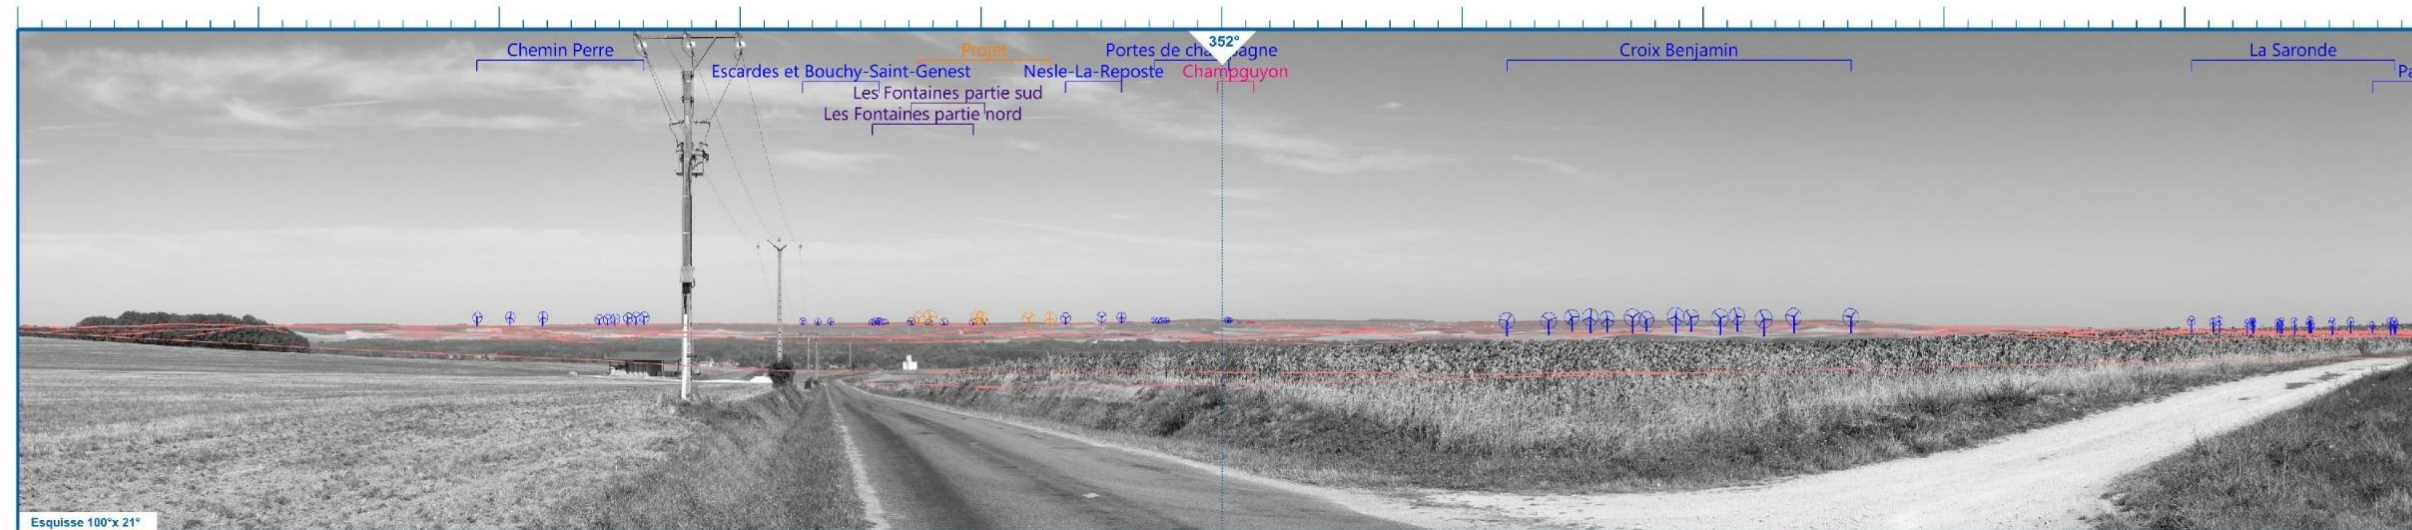 352°
Chemin Perre
Projet
Portes de champagne
Croix Benjamin
La Saronde
Escardes et Bouchy-Saint-Genest
Nesle-La-Reposte
Champguyon
Pa
Les Fontaines partie sud
Les Fontaines partie nord
Esquisse 100°x 21°